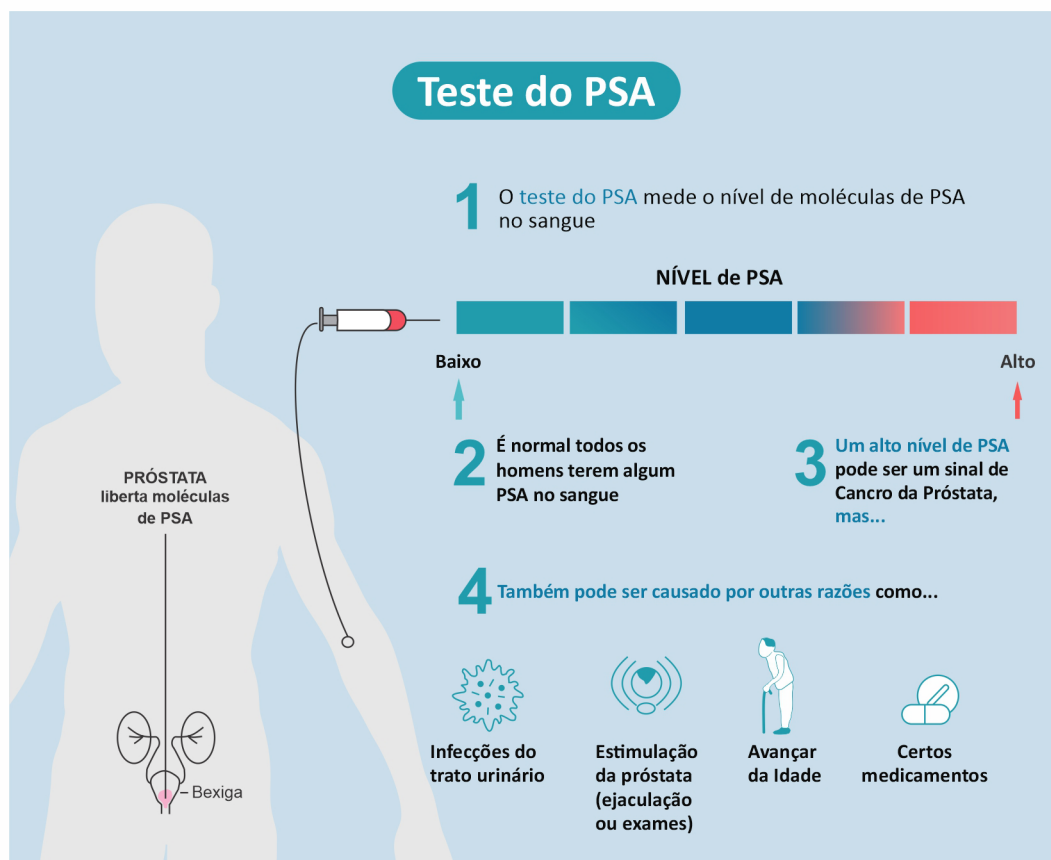 Teste do PSA
1
O teste do PSA mede o nível de moléculas de PSA
no sangue
NÍVEL de PSA
Baixo
Alto
2
É normal todos os
homens terem algum
PSA no sangue
3
Um alto nível de PSA
pode ser um sinal de
Cancro da Próstata,
mas...
PRÓSTATA
liberta moléculas
de PSA
Bexiga
4
Também pode ser causado por outras razões como...
Infecções do
trato urinário
Estimulação
da próstata
(ejaculação
ou exames)
Avançar
da Idade
Certos
medicamentos